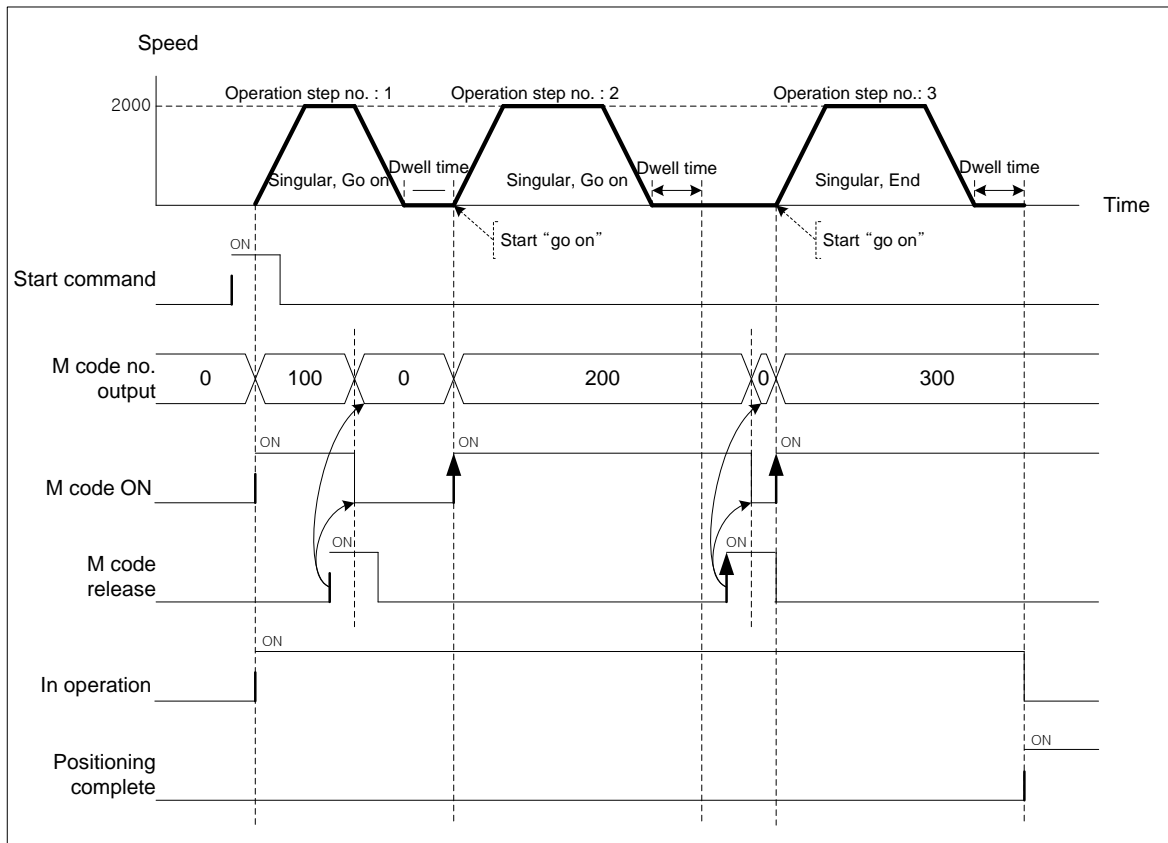 Speed
2000
Operation step no. : 1
Operation step no. : 2
Operation step no.: 3
Singular, Go on
Dwell time
Singular, Go on
Dwell time
Singular, End
Dwell time
Time
Start “go on”
Start “go on”
Start command
ON
M code no.
output
0
100
0
200
0
300
M code ON
ON
ON
ON
M code
release
ON
ON
In operation
ON
Positioning
complete
ON